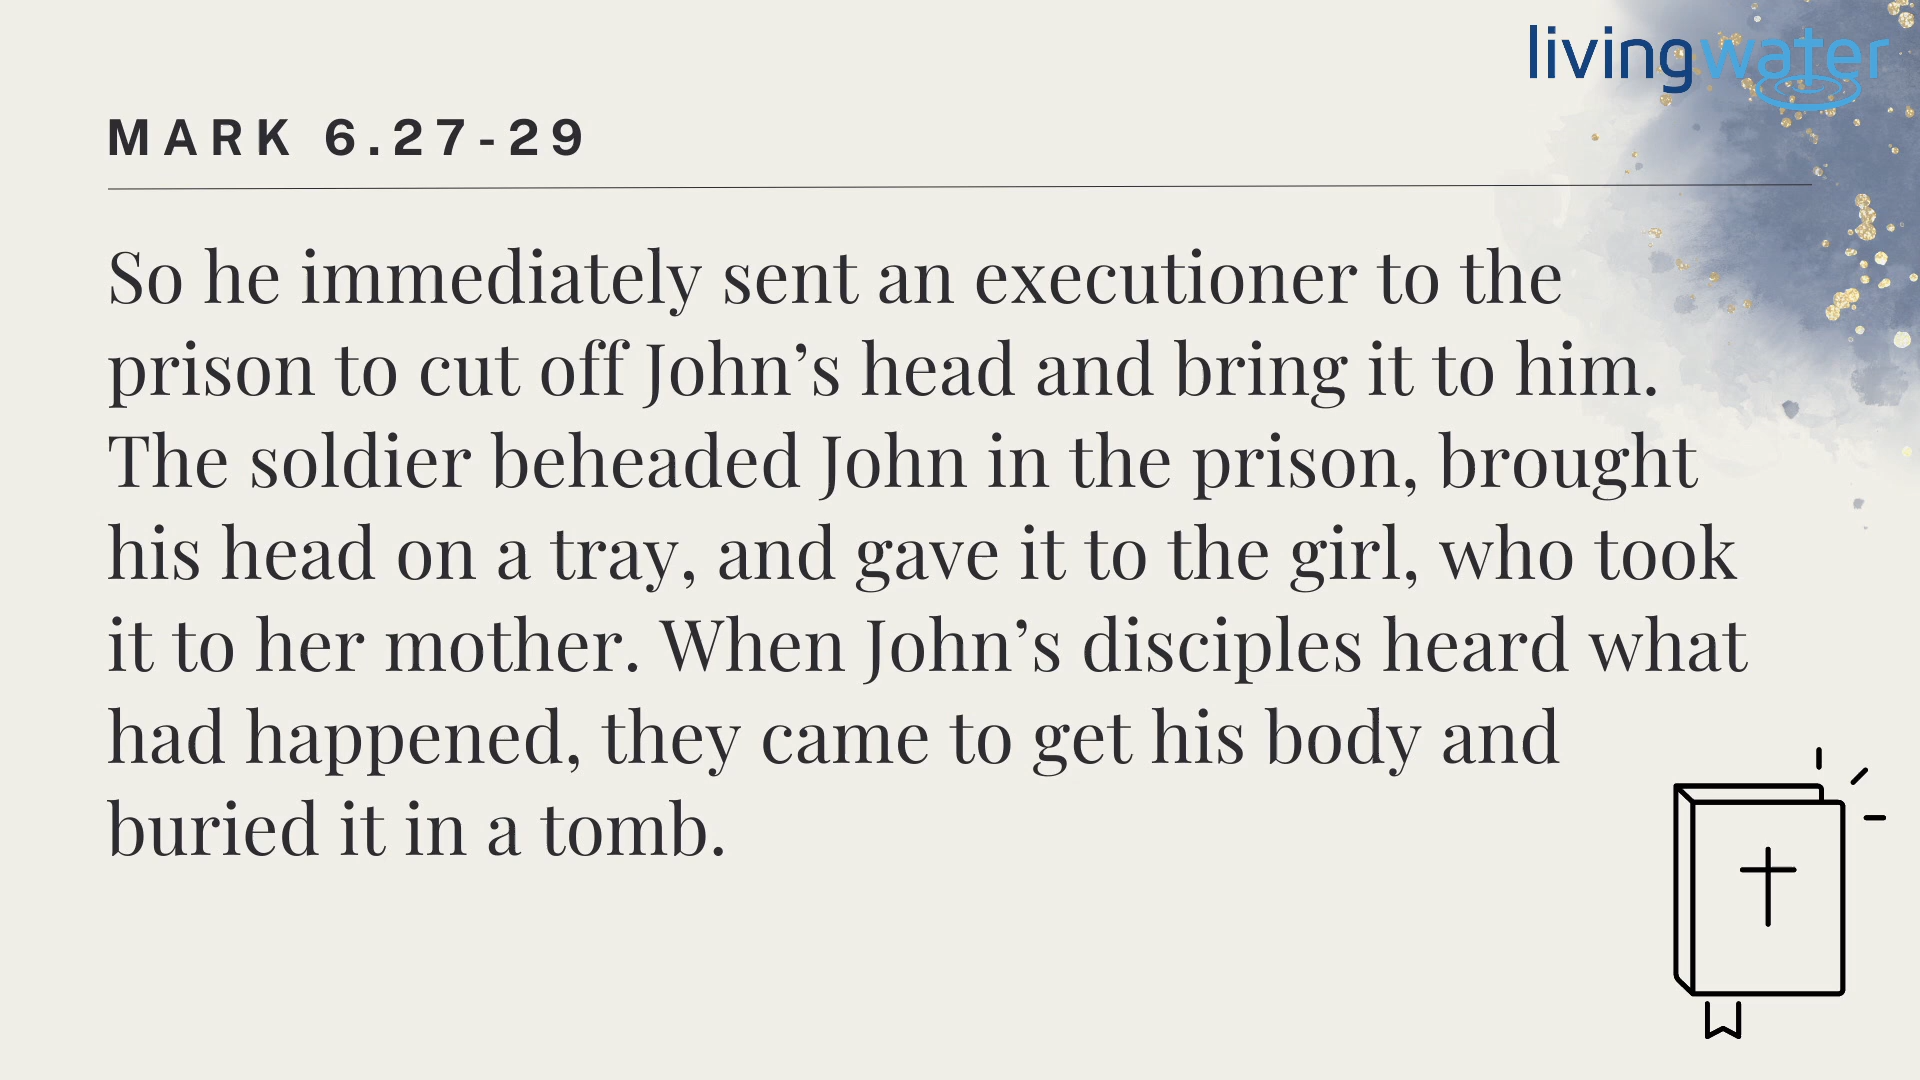 livingwater
MARK 6.27-29
So he immediately sent an executioner to the
prison to cut off John’s head and bring it to him.
The soldier beheaded John in the prison, brought
his head on a tray, and gave it to the girl, who took
it to her mother. When John’s disciples heard what
had happened, they came to get his body and
buried it in a tomb.